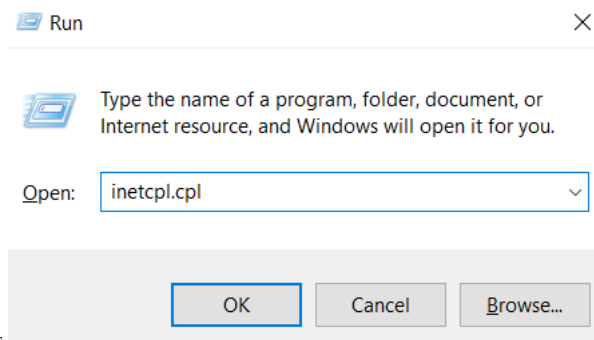 Run
Type the name of a program, folder, document, or
Internet resource, and Windows will open it for you.
Open: inetcpl.cpl
OK Cancel Browse...